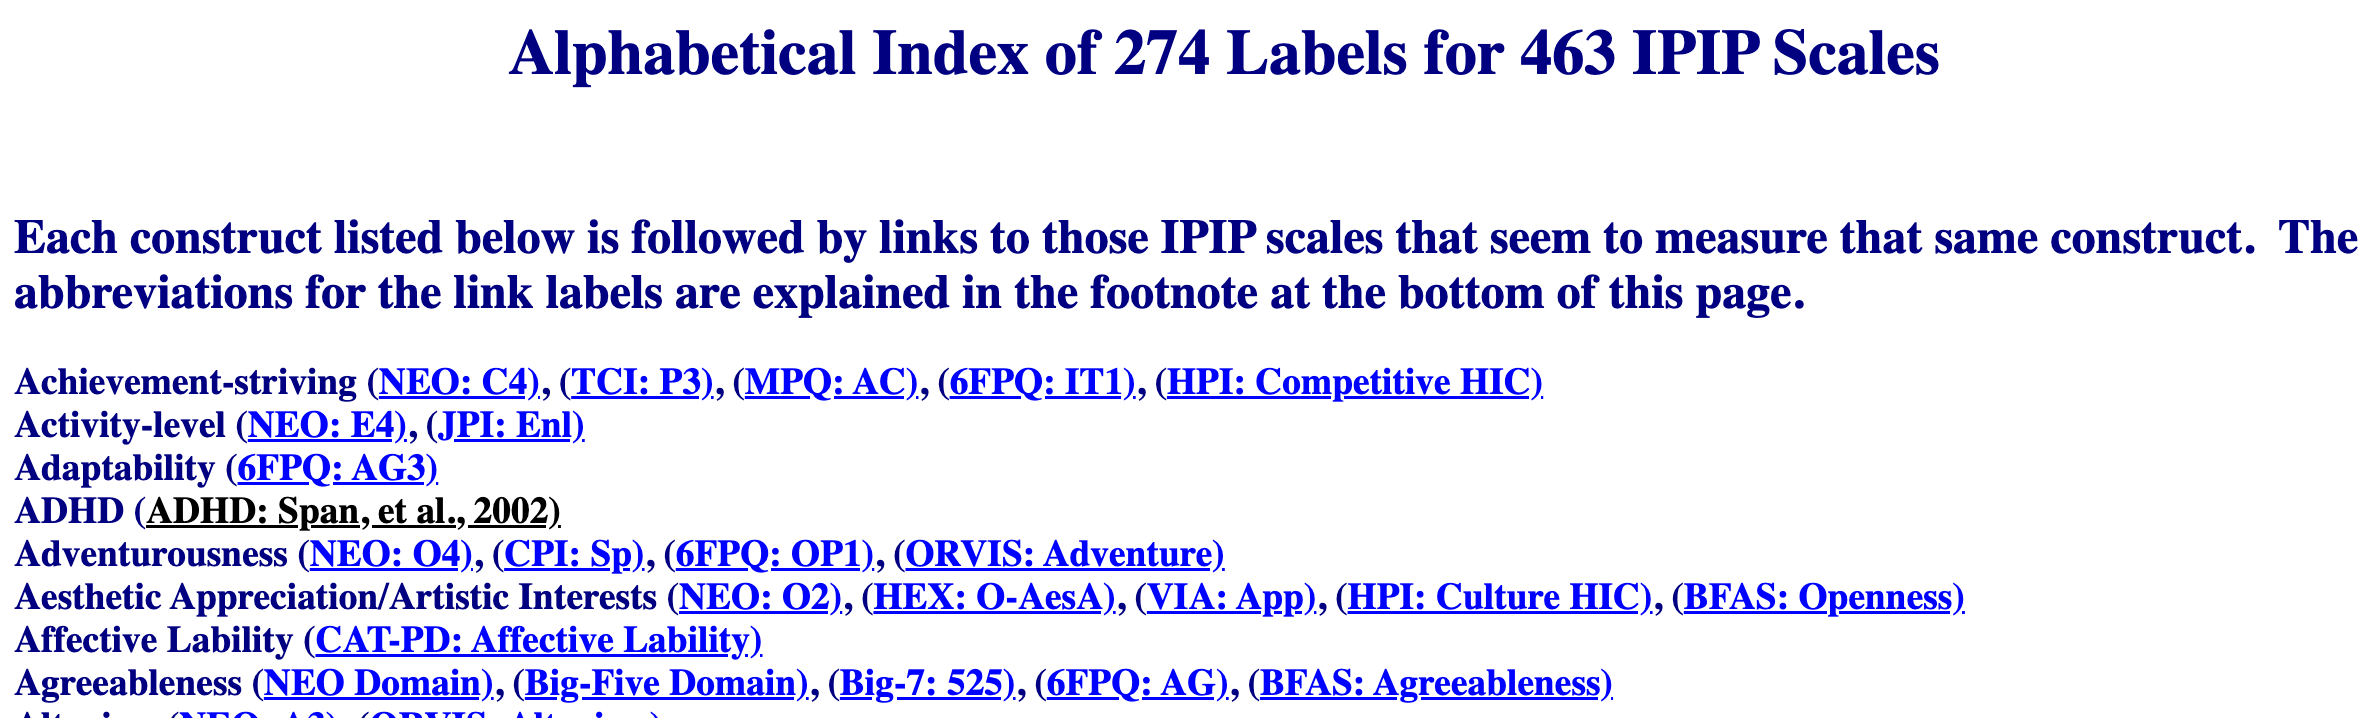 Alphabetical Index of 274 Labels for 463 IPIP Scales
Each construct listed below is followed by links to those IPIP scales that seem to measure that same construct.  The
abbreviations for the link labels are explained in the footnote at the bottom of this page.
Achievement-striving (NEO: C4), (TCI: P3), (MPQ: AC), (6FPQ: IT1), (HPI: Competitive HIC)
Activity-level (NEO: E4), (JPI: Enl)
Adaptability (6FPQ: AG3)
ADHD (ADHD: Span, et al., 2002)
Adventurousness (NEO: O4), (CPI: Sp), (6FPQ: OP1), (ORVIS: Adventure)
Aesthetic Appreciation/Artistic Interests (NEO: O2), (HEX: O-AesA), (VIA: App), (HPI: Culture HIC), (BFAS: Openness)
Affective Lability (CAT-PD: Affective Lability)
Agreeableness (NEO Domain), (Big-Five Domain), (Big-7: 525), (6FPQ: AG), (BFAS: Agreeableness)